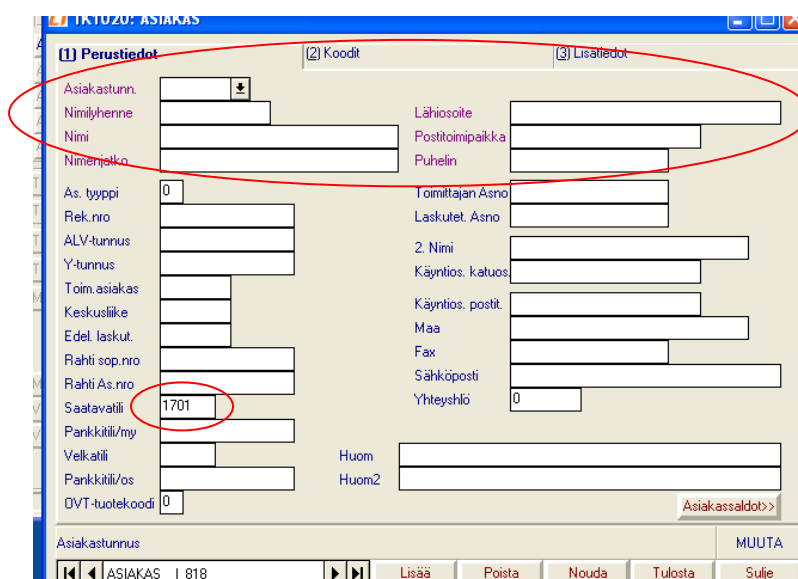 TK1020: ASIAKAS
(1) Perustiedot
(2) Koodit
(3) Lisätiedot
Asiakastunn.
Nimilyhenne
Lähiosoite
Nimi
Postitoimipaikka
Nimenjatko
Puhelin
As. tyyppi 0
Toimittajan Asno
Rek.nro
Laskutet. Asno
ALV-tunnus
2. Nimi
Y-tunnus
Käyntios. katuos.
Toim.asiakas
Käyntios. postit.
Keskusliike
Maa
Edel. laskut.
Fax
Rahti sop.nro
Sähköposti
Rahti As.nro
Yhteyshlö 0
Saatavatili 1701
Pankkitili/my
Velkatili
Huom
Pankkitili/os
Huom2
OVT-tuotekoodi 0
Asiakassaldot>>
Asiakastunnus
MUUTA
ASIAKAS | 818
Lisää
Poista
Nouda
Tulosta
Sulje